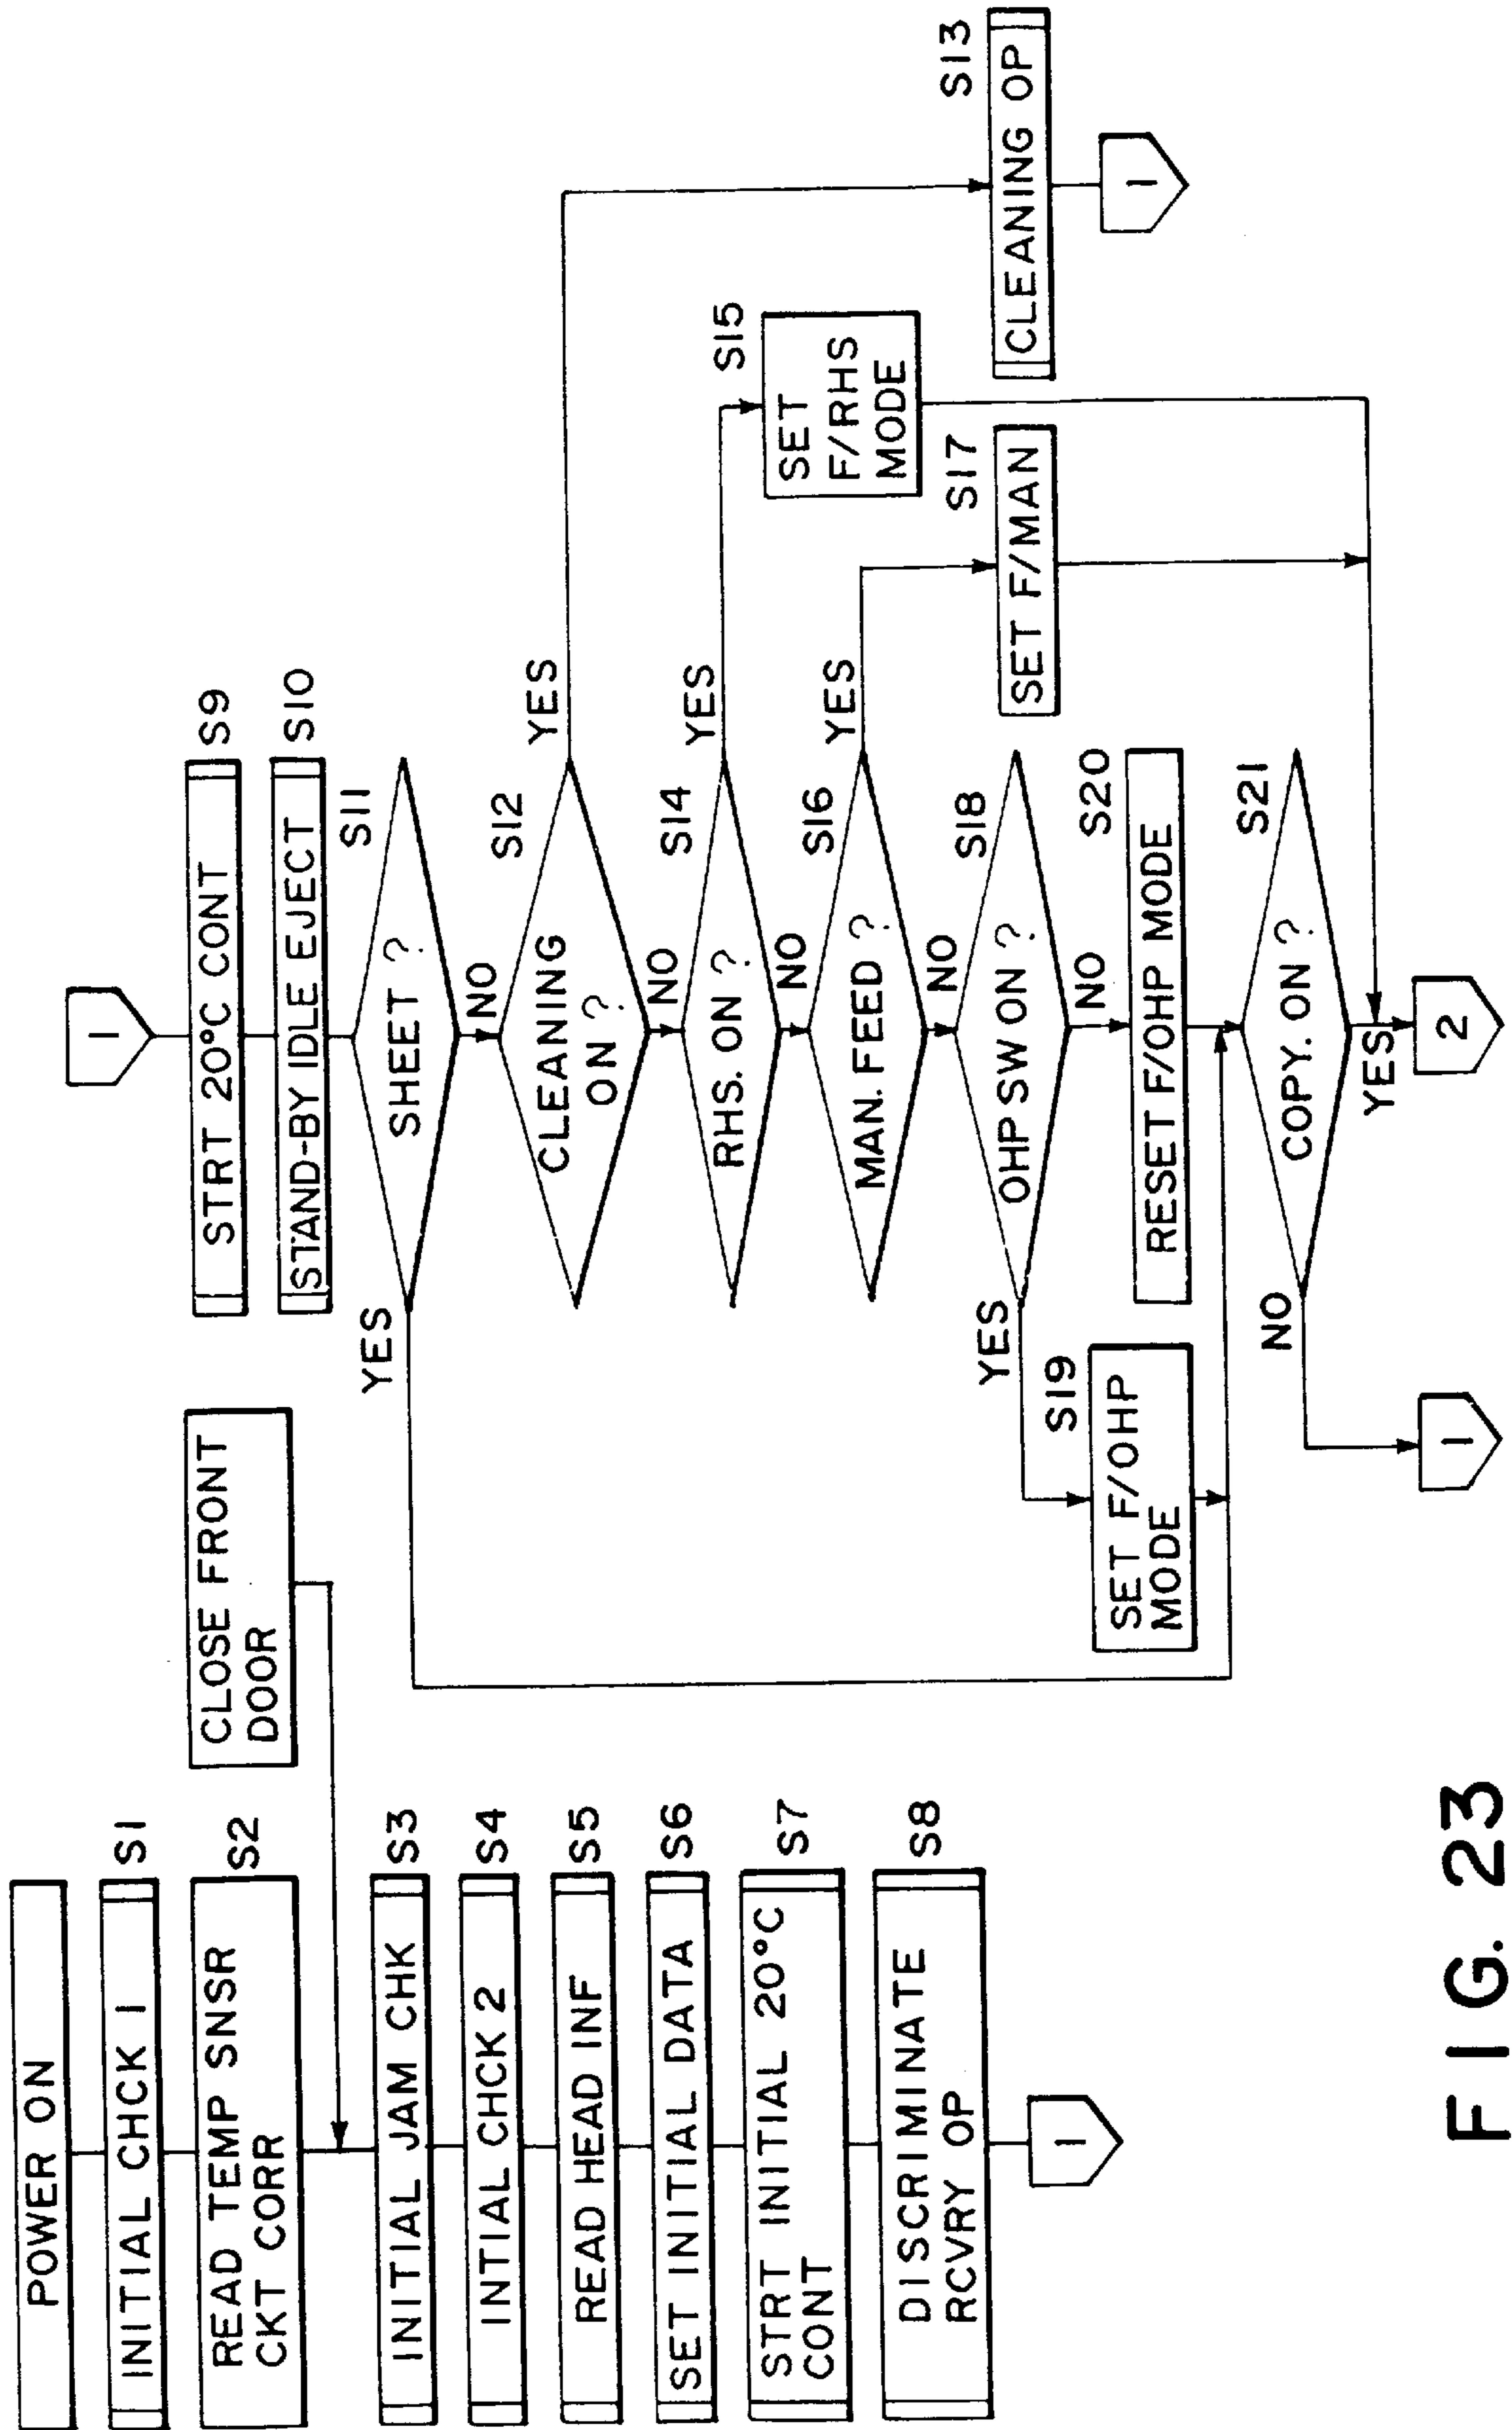 POWER ON
INITIAL CHCK 1
S1
READ TEMP SNSR
CKT CORR
S2
CLOSE FRONT
DOOR
INITIAL JAM CHK
S3
INTIAL CHCK 2
S4
READ HEAD INF
S5
SET INITIAL DATA
S6
STRT INITIAL 20°C
CONT
S7
DISCRIMINATE
RCVRY OP
S8
1
1
STRT 20°C CONT
S9
STAND-BY IDLE EJECT
S10
SHEET ?
S11
YES
NO
CLEANING
ON ?
S12
YES
NO
CLEANING OP
S13
1
RHS. ON ?
S14
YES
NO
SET
F/RHS
MODE
S15
MAN. FEED ?
S16
YES
NO
SET F/MAN
S17
OHP SW ON ?
S18
YES
NO
SET F/OHP
MODE
S19
RESET F/OHP MODE
S20
COPY. ON ?
S21
NO
YES
1
2
FIG. 23